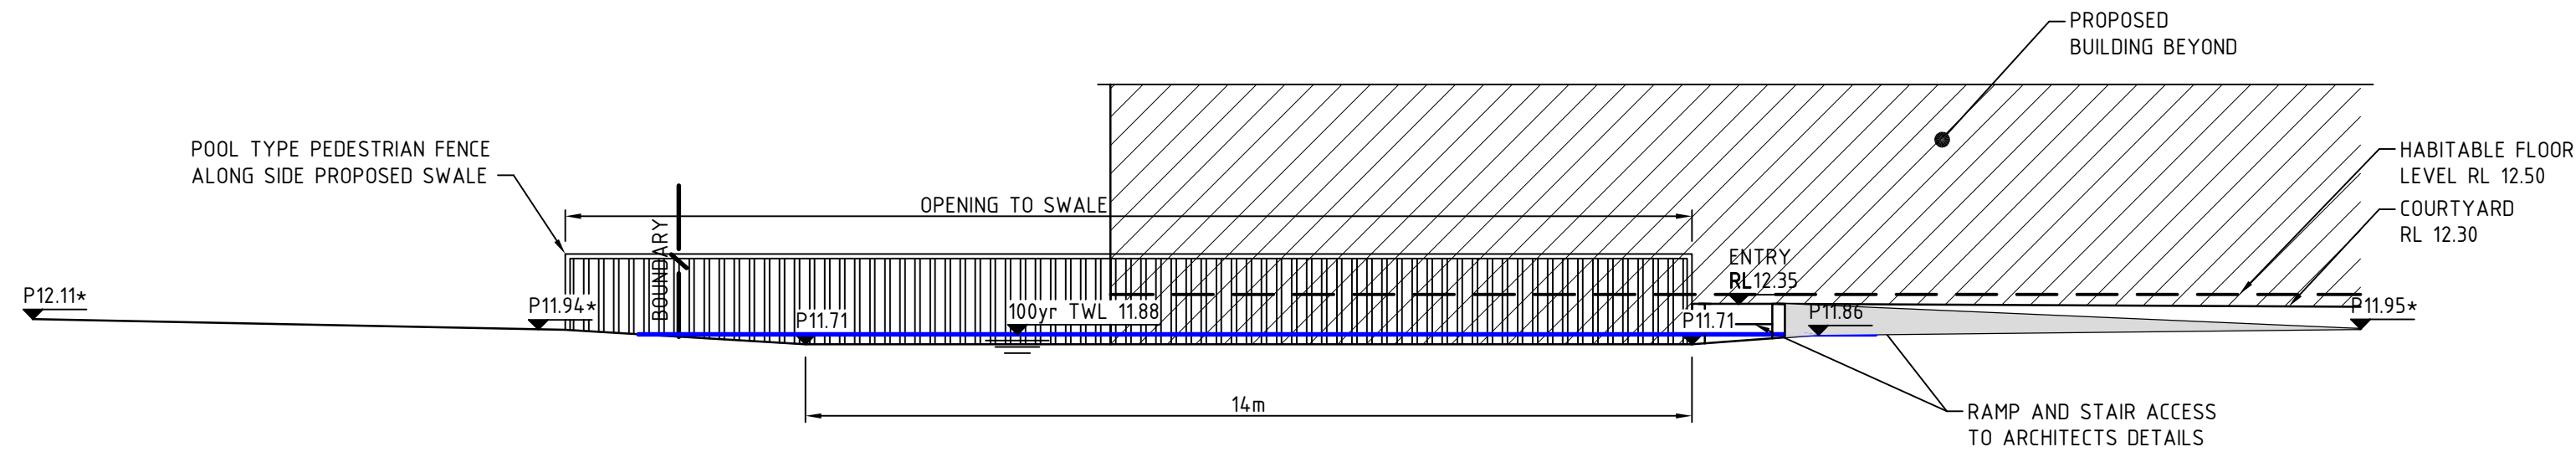 PROPOSED
BUILDING BEYOND
POOL TYPE PEDESTRIAN FENCE
ALONG SIDE PROPOSED SWALE
HABITABLE FLOOR
LEVEL RL 12.50
COURTYARD
RL 12.30
OPENING TO SWALE
BOUNDARY
ENTRY
RL12.35
P12.11*
P11.94*
P11.71
100yr TWL 11.88
P11.71
P11.86
P11.95*
14m
RAMP AND STAIR ACCESS
TO ARCHITECTS DETAILS